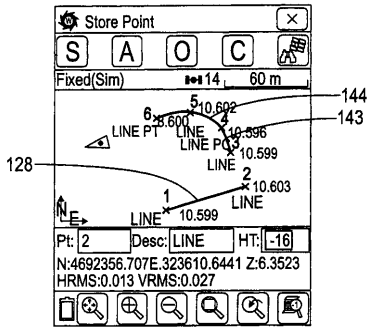 Store Point
S A O C
Fixed(Sim) 14 60 m
5 10.602
6 8.600 4 144
LINE PT LINE 10.596 143
LINE PC 3
10.599
LINE
128
2
10.603
1 LINE
10.599
LINE
N
E
Pt: 2 Desc: LINE HT: -16
N:4692356.707E.323610.6441 Z:6.3523
HRMS:0.013 VRMS:0.027